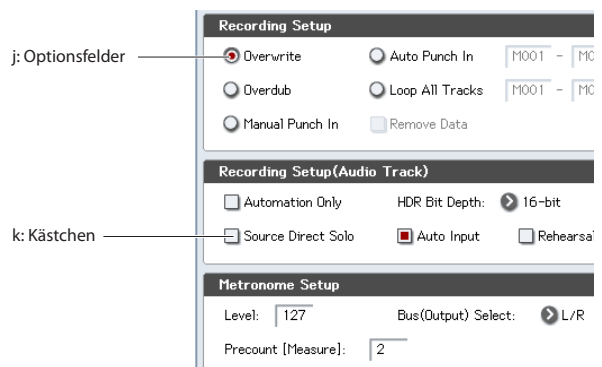 Recording Setup
j: Optionsfelder
Overwrite Auto Punch In M001 - M0
Overdub Loop All Tracks M001 - M0
Manual Punch In Remove Data
Recording Setup(Audio Track)
Automation Only HDR Bit Depth: 16-bit
k: Kästchen
Source Direct Solo Auto Input Rehearsal
Metronome Setup
Level: 127 Bus(Output) Select: L/R
Precount [Measure]: 2